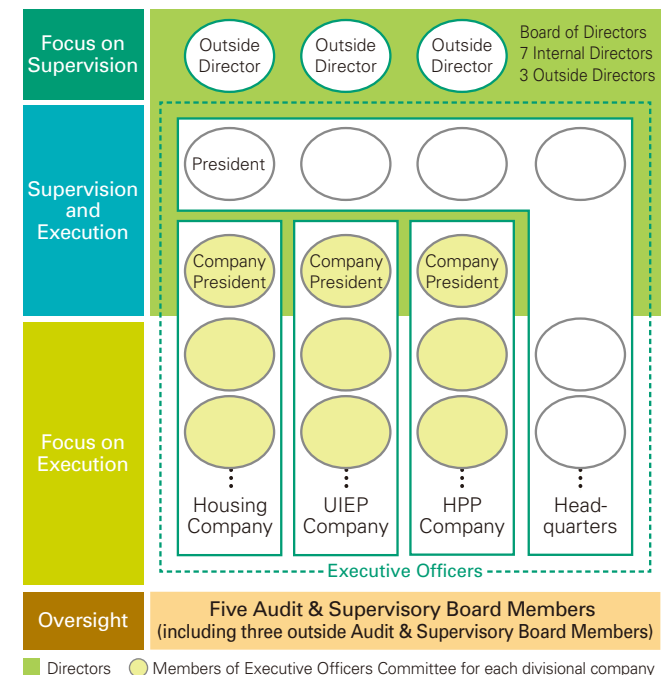 Focus on
Supervision
Outside
Director
Outside
Director
Outside
Director
Board of Directors
7 Internal Directors
3 Outside Directors
Supervision
and
Execution
President
Company
President
Company
President
Company
President
Focus on
Execution
Housing
Company
UIEP
Company
HPP
Company
Head-
quarters
Executive Officers
Oversight
Five Audit & Supervisory Board Members
(including three outside Audit & Supervisory Board Members)
Directors
Members of Executive Officers Committee for each divisional company